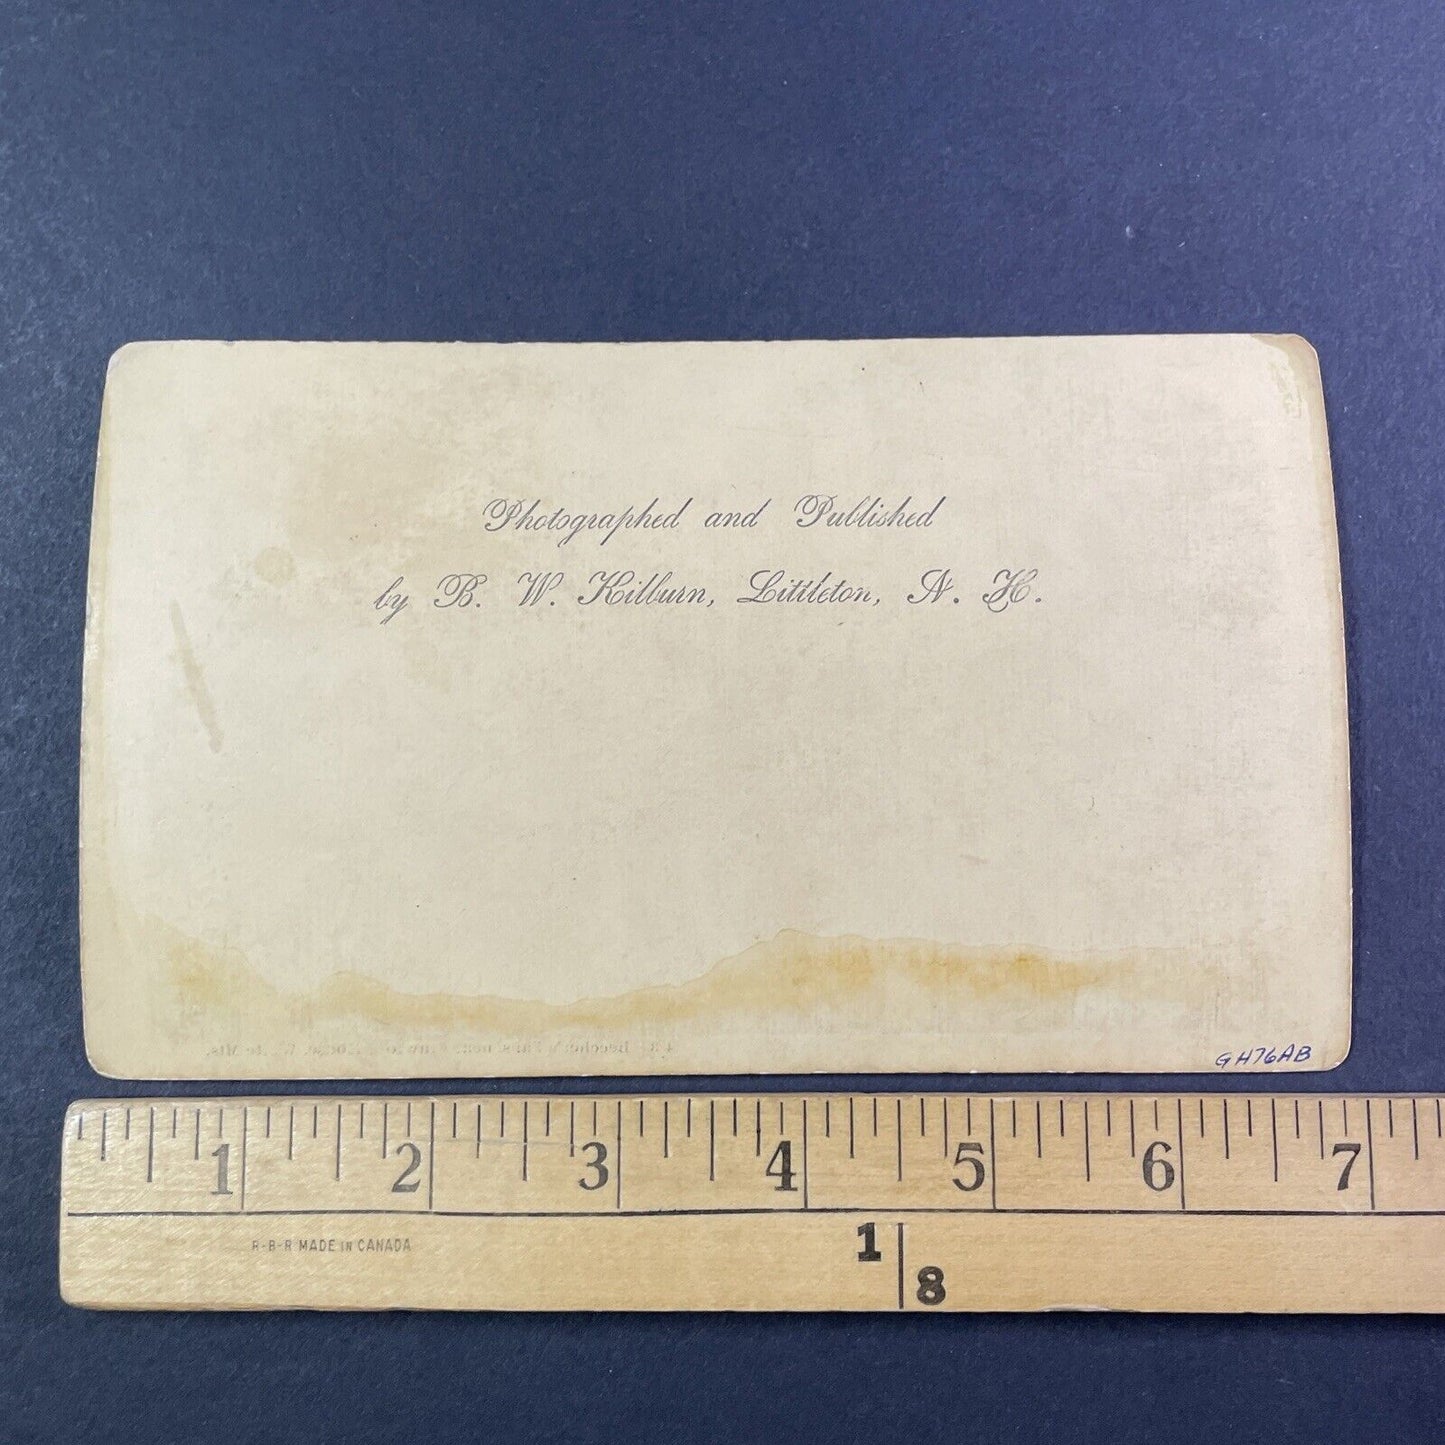 Photographed and Published
by B. W. Kilburn, Littleton, N. H.
GH76AB
1 2 3 4 5 6 7
R-B-R MADE IN CANADA
1
8